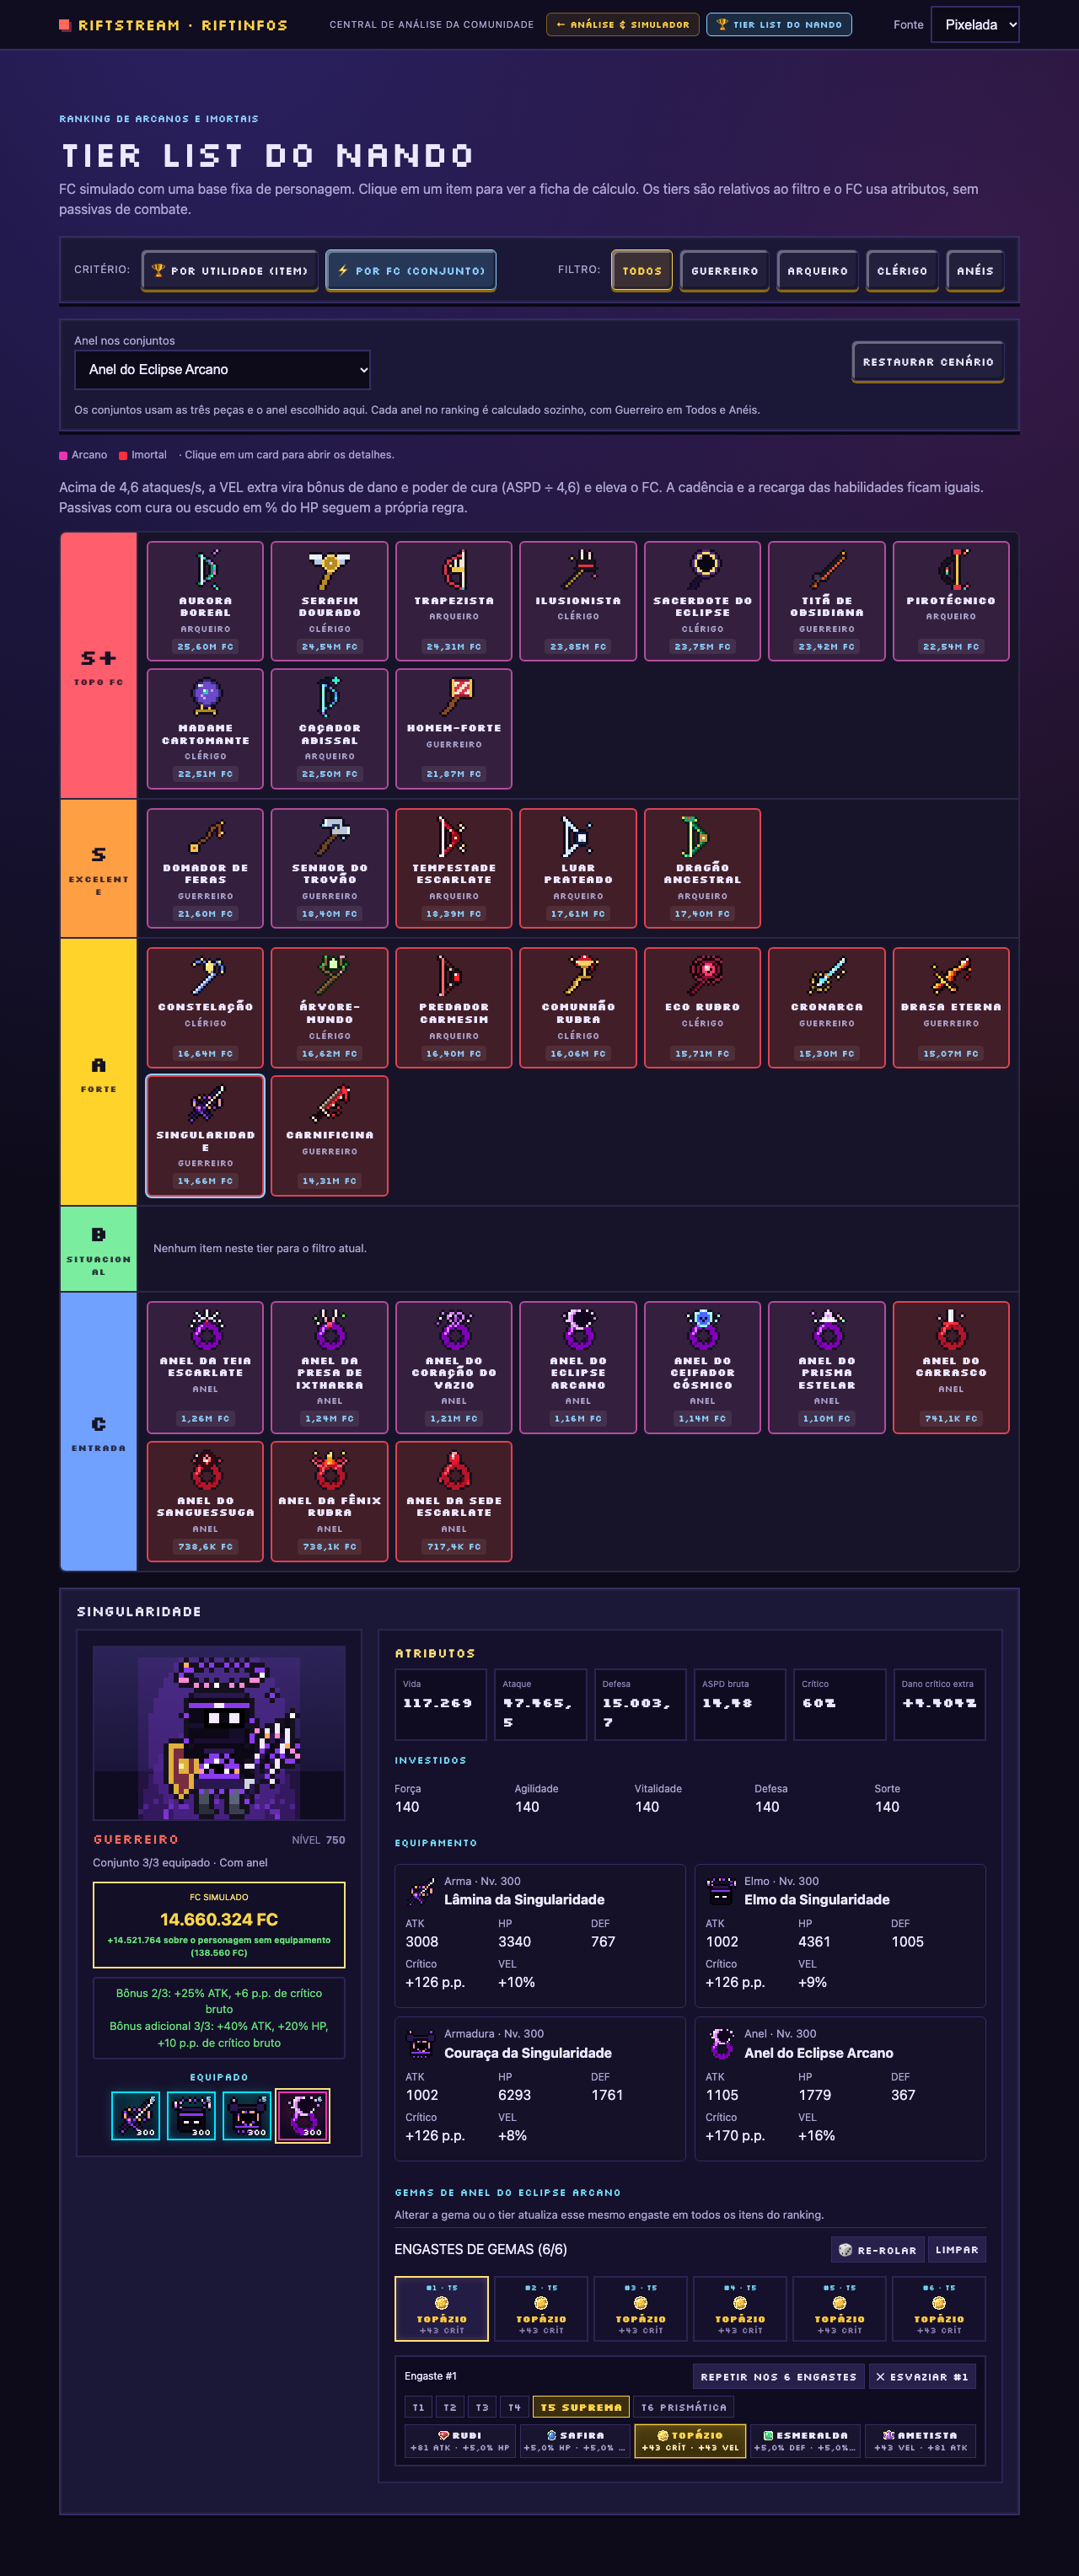 RIFTSTREAM · RIFTINFOS
CENTRAL DE ANÁLISE DA COMUNIDADE
← ANÁLISE & SIMULADOR
🏆 TIER LIST DO NANDO
Fonte
Pixelada
RANKING DE ARCANOS E IMORTAIS
TIER LIST DO NANDO
FC simulado com uma base fixa de personagem. Clique em um item para ver a ficha de cálculo. Os tiers são relativos ao filtro e o FC usa atributos, sem
passivas de combate.
CRITÉRIO:
🏆 POR UTILIDADE (ITEM)
⚡ POR FC (CONJUNTO)
FILTRO:
TODOS
GUERREIRO
ARQUEIRO
CLÉRIGO
ANÉIS
Anel nos conjuntos
Anel do Eclipse Arcano
RESTAURAR CENÁRIO
Os conjuntos usam as três peças e o anel escolhido aqui. Cada anel no ranking é calculado sozinho, com Guerreiro em Todos e Anéis.
Arcano
Imortal
· Clique em um card para abrir os detalhes.
Acima de 4,6 ataques/s, a VEL extra vira bônus de dano e poder de cura (ASPD ÷ 4,6) e eleva o FC. A cadência e a recarga das habilidades ficam iguais.
Passivas com cura ou escudo em % do HP seguem a própria regra.
S+
TOPO FC
AURORA
BOREAL
ARQUEIRO
25,60M FC
SERAFIM
DOURADO
CLÉRIGO
24,54M FC
TRAPEZISTA
ARQUEIRO
24,31M FC
ILUSIONISTA
CLÉRIGO
23,85M FC
SACERDOTE DO
ECLIPSE
CLÉRIGO
23,75M FC
TITÃ DE
OBSIDIANA
GUERREIRO
23,42M FC
PIROTÉCNICO
ARQUEIRO
22,54M FC
MADAME
CARTOMANTE
CLÉRIGO
22,51M FC
CAÇADOR
ABISSAL
ARQUEIRO
22,50M FC
HOMEM-FORTE
GUERREIRO
21,87M FC
S
EXCELENT
E
DOMADOR DE
FERAS
GUERREIRO
21,60M FC
SENHOR DO
TROVÃO
GUERREIRO
18,40M FC
TEMPESTADE
ESCARLATE
ARQUEIRO
18,39M FC
LUAR
PRATEADO
ARQUEIRO
17,61M FC
DRAGÃO
ANCESTRAL
ARQUEIRO
17,40M FC
A
FORTE
CONSTELAÇÃO
CLÉRIGO
16,64M FC
ÁRVORE-
MUNDO
CLÉRIGO
16,62M FC
PREDADOR
CARMESIM
ARQUEIRO
16,40M FC
COMUNHÃO
RUBRA
CLÉRIGO
16,06M FC
ECO RUBRO
CLÉRIGO
15,71M FC
CRONARCA
GUERREIRO
15,30M FC
BRASA ETERNA
GUERREIRO
15,07M FC
SINGULARIDAD
E
GUERREIRO
14,66M FC
CARNIFICINA
GUERREIRO
14,31M FC
B
SITUACION
AL
Nenhum item neste tier para o filtro atual.
C
ENTRADA
ANEL DA TEIA
ESCARLATE
ANEL
1,26M FC
ANEL DA
PRESA DE
IXTHARRA
ANEL
1,24M FC
ANEL DO
CORAÇÃO DO
VAZIO
ANEL
1,21M FC
ANEL DO
ECLIPSE
ARCANO
ANEL
1,16M FC
ANEL DO
CEIFADOR
CÓSMICO
ANEL
1,14M FC
ANEL DO
PRISMA
ESTELAR
ANEL
1,10M FC
ANEL DO
CARRASCO
ANEL
741,1K FC
ANEL DO
SANGUESSUGA
ANEL
738,6K FC
ANEL DA FÊNIX
RUBRA
ANEL
738,1K FC
ANEL DA SEDE
ESCARLATE
ANEL
717,4K FC
SINGULARIDADE
GUERREIRO
NÍVEL 750
Conjunto 3/3 equipado · Com anel
FC SIMULADO
14.660.324 FC
+14.521.764 sobre o personagem sem equipamento
(138.560 FC)
Bônus 2/3: +25% ATK, +6 p.p. de crítico
bruto
Bônus adicional 3/3: +40% ATK, +20% HP,
+10 p.p. de crítico bruto
EQUIPADO
300
300
300
300
ATRIBUTOS
Vida
117.269
Ataque
47.465,
5
Defesa
15.003,
7
ASPD bruta
14,48
Crítico
60%
Dano crítico extra
+4.404%
INVESTIDOS
Força
140
Agilidade
140
Vitalidade
140
Defesa
140
Sorte
140
EQUIPAMENTO
Arma · Nv. 300
Lâmina da Singularidade
ATK
3008
HP
3340
DEF
767
Crítico
+126 p.p.
VEL
+10%
Elmo · Nv. 300
Elmo da Singularidade
ATK
1002
HP
4361
DEF
1005
Crítico
+126 p.p.
VEL
+9%
Armadura · Nv. 300
Couraça da Singularidade
ATK
1002
HP
6293
DEF
1761
Crítico
+126 p.p.
VEL
+8%
Anel · Nv. 300
Anel do Eclipse Arcano
ATK
1105
HP
1779
DEF
367
Crítico
+170 p.p.
VEL
+16%
GEMAS DE ANEL DO ECLIPSE ARCANO
Alterar a gema ou o tier atualiza esse mesmo engaste em todos os itens do ranking.
ENGASTES DE GEMAS (6/6)
🎲 RE-ROLAR
LIMPAR
#1 · T5
TOPÁZIO
+43 CRÍT
#2 · T5
TOPÁZIO
+43 CRÍT
#3 · T5
TOPÁZIO
+43 CRÍT
#4 · T5
TOPÁZIO
+43 CRÍT
#5 · T5
TOPÁZIO
+43 CRÍT
#6 · T5
TOPÁZIO
+43 CRÍT
Engaste #1
REPETIR NOS 6 ENGASTES
✕ ESVAZIAR #1
T1
T2
T3
T4
T5 SUPREMA
T6 PRISMÁTICA
RUBI
+81 ATK · +5,0% HP
SAFIRA
+5,0% HP · +5,0% …
TOPÁZIO
+43 CRÍT · +43 VEL
ESMERALDA
+5,0% DEF · +5,0%…
AMETISTA
+43 VEL · +81 ATK